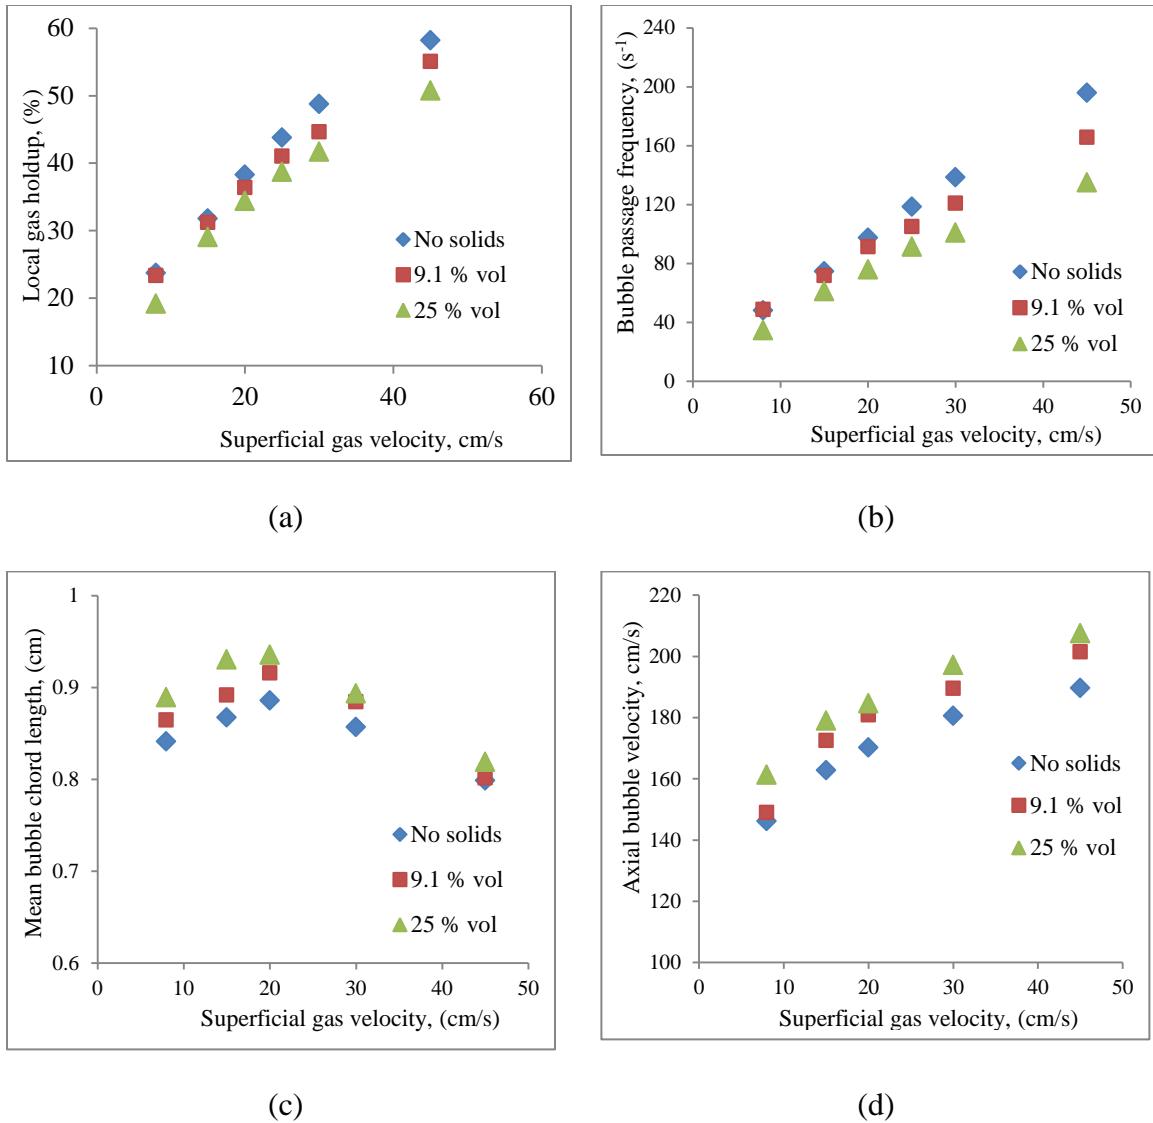 Local gas holdup, (%)
60
50
40
30
20
10
0
20
40
60
No solids
9.1 % vol
25 % vol
Superficial gas velocity, cm/s
(a)
Bubble passage frequency, (s-1)
240
200
160
120
80
40
0
0
10
20
30
40
50
No solids
9.1 % vol
25 % vol
Superficial gas velocity, cm/s)
(b)
Mean bubble chord length, (cm)
1
0.9
0.8
0.7
0.6
0
10
20
30
40
50
No solids
9.1 % vol
25 % vol
Superficial gas velocity, (cm/s)
(c)
Axial bubble velocity, cm/s
220
200
180
160
140
120
100
0
10
20
30
40
50
No solids
9.1 % vol
25 % vol
Superficial gas velocity, (cm/s)
(d)